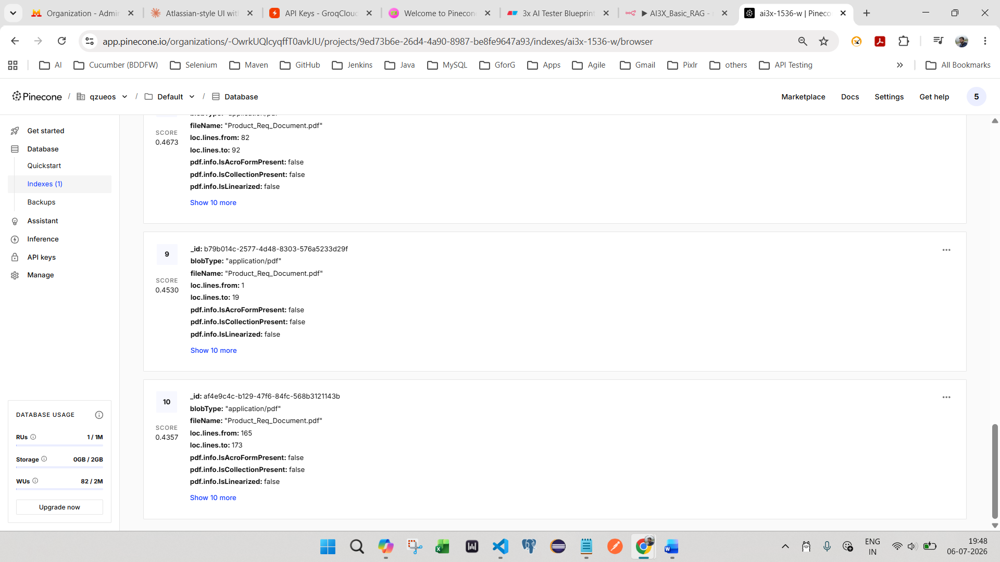 Organization - Admin
Atlassian-style UI with
API Keys - GroqCloud
Welcome to Pinecone
3x AI Tester Blueprint
▶ AI3X_Basic_RAG - n
ai3x-1536-w | Pineco
app.pinecone.io/organizations/-OwrkUQlcyqffT0avkJU/projects/9ed73b6e-26d4-4a90-8987-be8fe9647a93/indexes/ai3x-1536-w/browser
AI
Cucumber (BDDFW)
Selenium
Maven
GitHub
Jenkins
Java
MySQL
GforG
Apps
Agile
Gmail
Pixlr
others
API Testing
»
All Bookmarks
Pinecone / qzueos / Default / Database
Marketplace
Docs
Settings
Get help
5
Get started
Database
Quickstart
Indexes (1)
Backups
Assistant
Inference
API keys
Manage
DATABASE USAGE
RUs 1 / 1M
Storage 0GB / 2GB
WUs 82 / 2M
Upgrade now
blobType: "application/pdf"
SCORE
0.4673
fileName: "Product_Req_Document.pdf"
loc.lines.from: 82
loc.lines.to: 92
pdf.info.IsAcroFormPresent: false
pdf.info.IsCollectionPresent: false
pdf.info.IsLinearized: false
Show 10 more
9
SCORE
0.4530
_id: b79b014c-2577-4d48-8303-576a5233d29f
blobType: "application/pdf"
fileName: "Product_Req_Document.pdf"
loc.lines.from: 1
loc.lines.to: 19
pdf.info.IsAcroFormPresent: false
pdf.info.IsCollectionPresent: false
pdf.info.IsLinearized: false
Show 10 more
10
SCORE
0.4357
_id: af4e9c4c-b129-47f6-84fc-568b3121143b
blobType: "application/pdf"
fileName: "Product_Req_Document.pdf"
loc.lines.from: 165
loc.lines.to: 173
pdf.info.IsAcroFormPresent: false
pdf.info.IsCollectionPresent: false
pdf.info.IsLinearized: false
Show 10 more
ENG
IN
19:48
06-07-2026